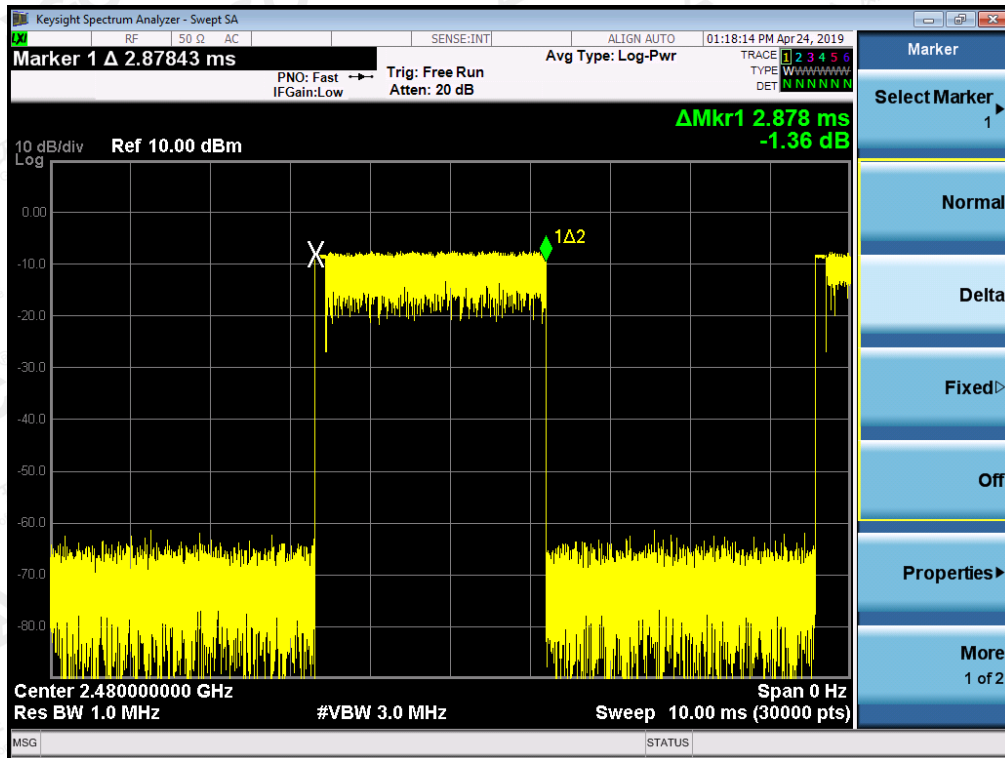 Keysight Spectrum Analyzer - Swept SA
LXI RF 50 Ω AC SENSE:INT ALIGN AUTO 01:18:14 PM Apr 24, 2019
Marker 1 Δ 2.87843 ms
PNO: Fast
IFGain:Low
Trig: Free Run
Atten: 20 dB
Avg Type: Log-Pwr
TRACE 1 2 3 4 5 6
TYPE WWWWWW
DET N N N N N N
ΔMkr1 2.878 ms
-1.36 dB
10 dB/div Ref 10.00 dBm
Log
0.00
-10.0
-20.0
-30.0
-40.0
-50.0
-60.0
-70.0
-80.0
X
1Δ2
Center 2.480000000 GHz Span 0 Hz
Res BW 1.0 MHz #VBW 3.0 MHz Sweep 10.00 ms (30000 pts)
MSG STATUS
Marker
Select Marker
1
Normal
Delta
Fixed
Off
Properties
More
1 of 2